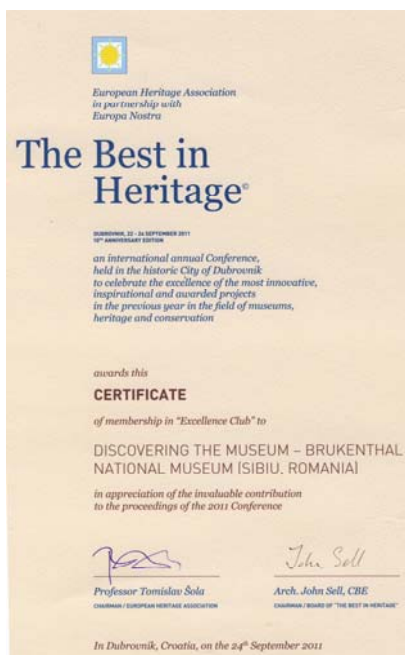 European Heritage Association
in partnership with
Europa Nostra
The Best in
Heritage©
DUBROVNIK, 22 - 24 SEPTEMBER 2011
10TH ANNIVERSARY EDITION
an international annual Conference,
held in the historic City of Dubrovnik
to celebrate the excellence of the most innovative,
inspirational and awarded projects
in the previous year in the field of museums,
heritage and conservation
awards this
CERTIFICATE
of membership in "Excellence Club" to
DISCOVERING THE MUSEUM – BRUKENTHAL
NATIONAL MUSEUM (SIBIU, ROMANIA)
in appreciation of the invaluable contribution
to the proceedings of the 2011 Conference
John Sell
Professor Tomislav Šola
CHAIRMAN / EUROPEAN HERITAGE ASSOCIATION
Arch. John Sell, CBE
CHAIRMAN / BOARD OF "THE BEST IN HERITAGE"
In Dubrovnik, Croatia, on the 24th September 2011